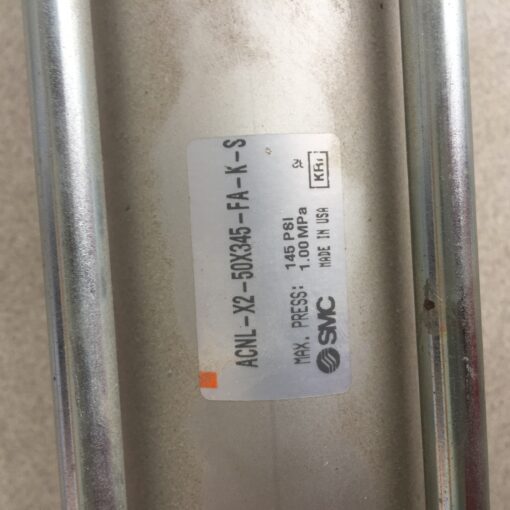 ACNL-X2-50X345-FA-K-S
MAX. PRESS: 145 PSI
1.00 MPa
SMC MADE IN USA